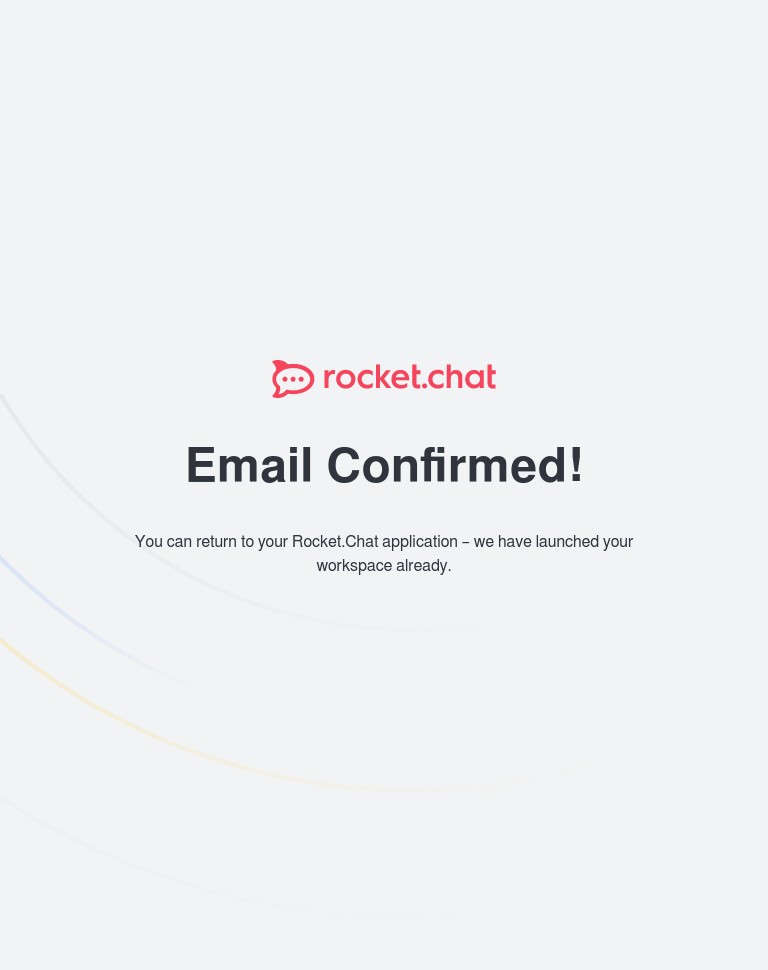 rocket.chat
Email Confirmed!
You can return to your Rocket.Chat application – we have launched your
workspace already.